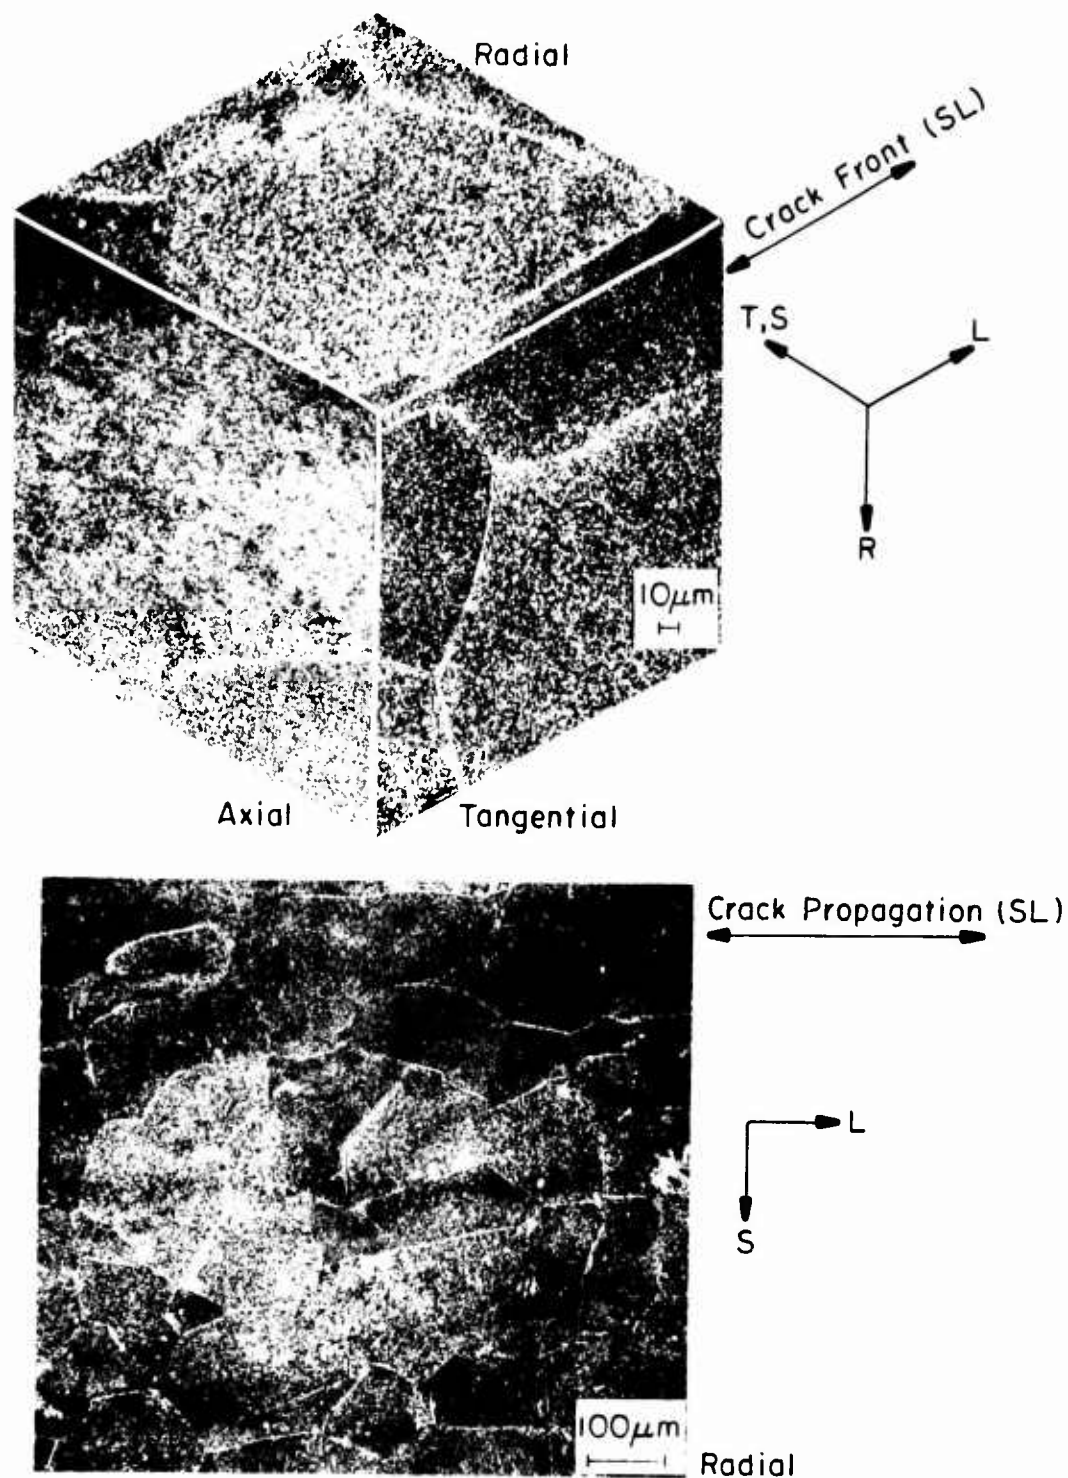 Radial
Crack Front (SL)
T,S
L
R
10μm
Axial
Tangential
Crack Propagation (SL)
L
S
100μm
Radial